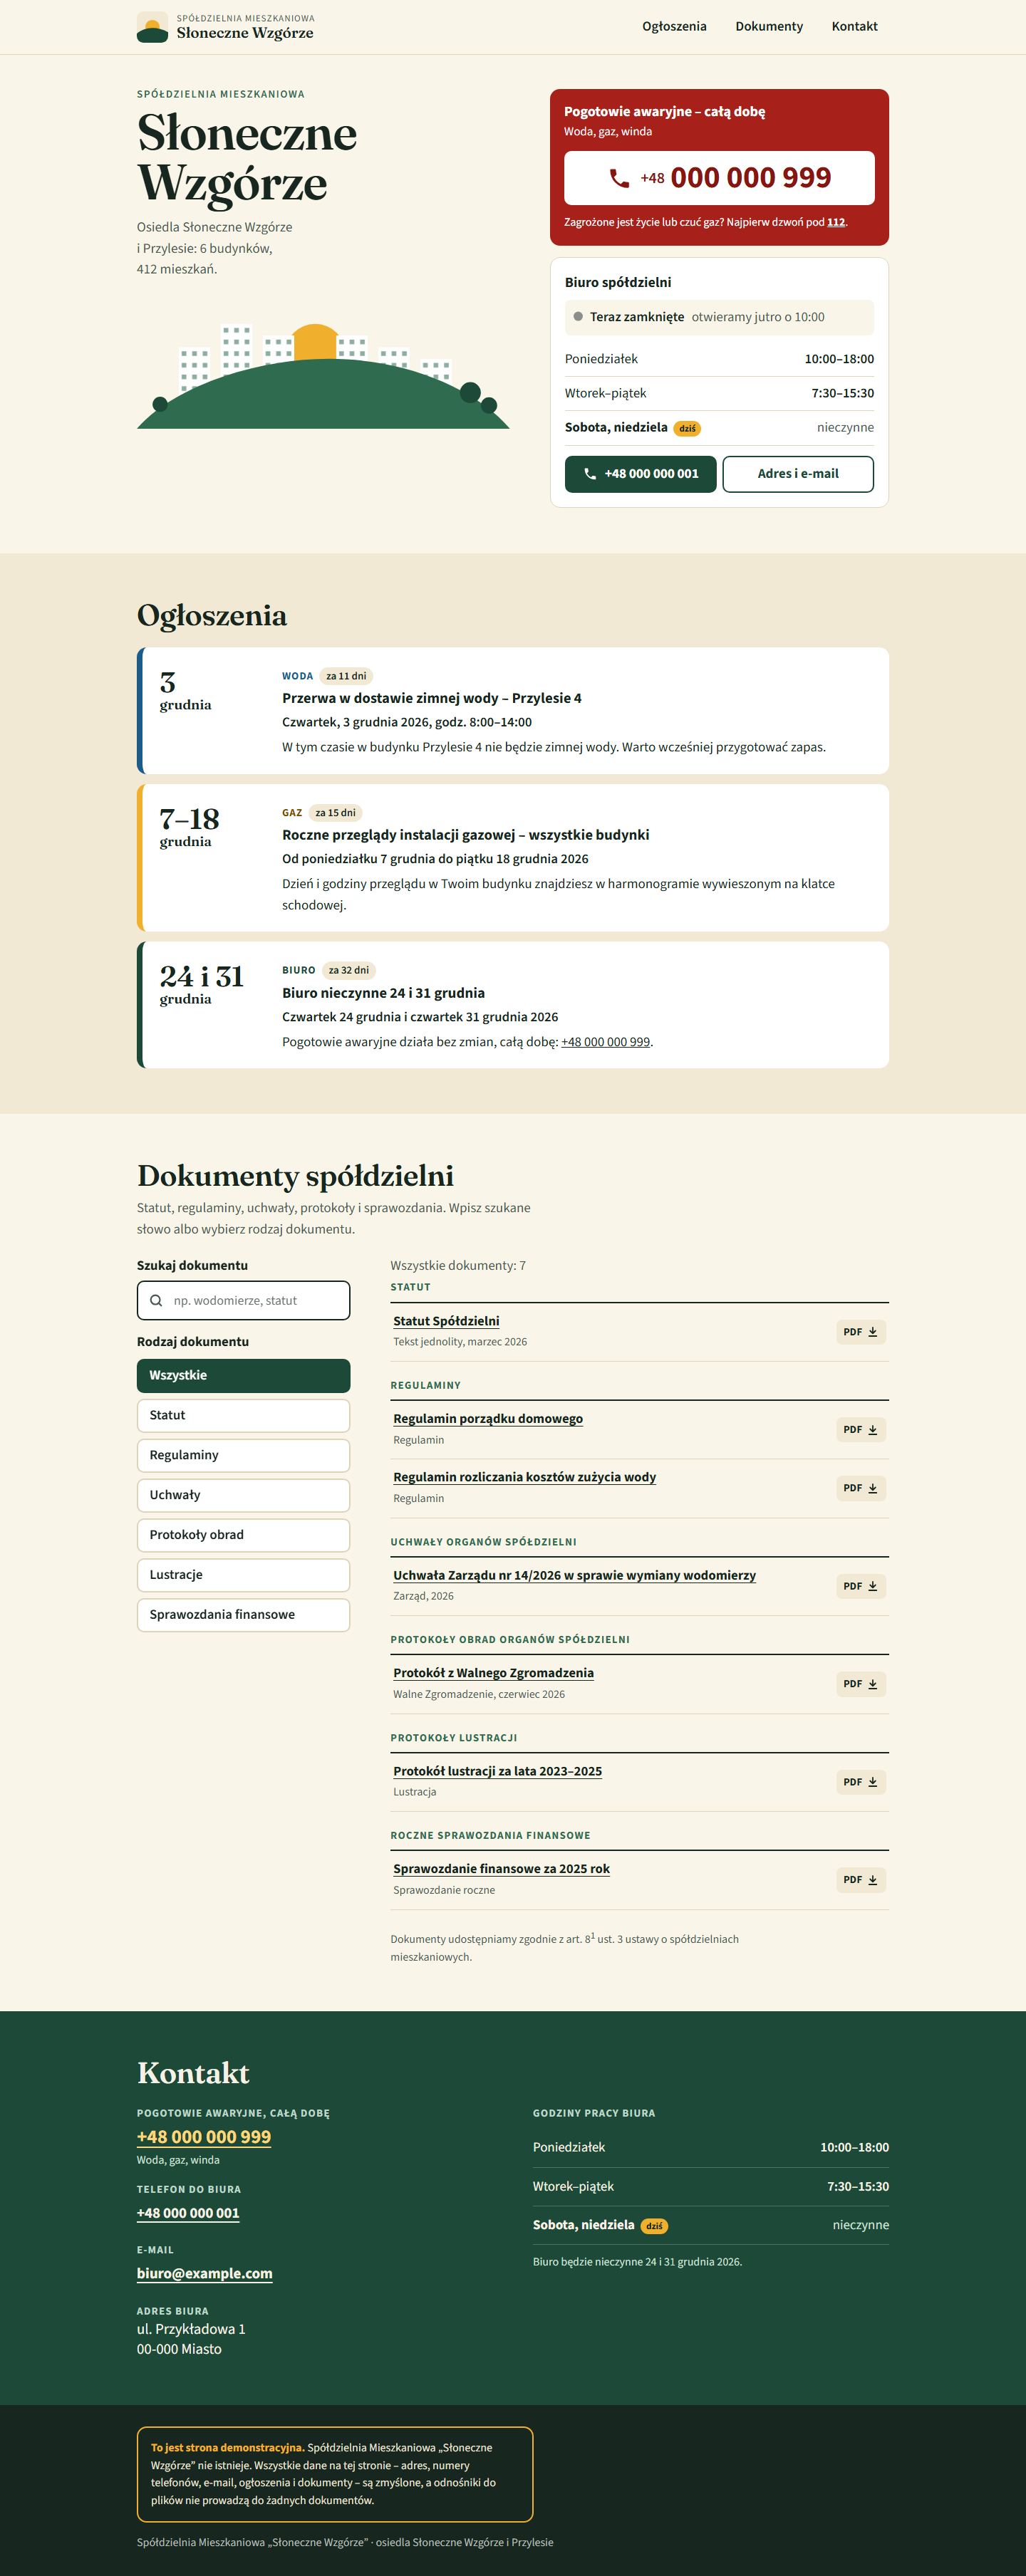 SPÓŁDZIELNIA MIESZKANIOWA
Słoneczne Wzgórze
Ogłoszenia
Dokumenty
Kontakt
SPÓŁDZIELNIA MIESZKANIOWA
Słoneczne
Wzgórze
Osiedla Słoneczne Wzgórze
i Przylesie: 6 budynków,
412 mieszkań.
Pogotowie awaryjne – całą dobę
Woda, gaz, winda
+48 000 000 999
Zagrożone jest życie lub czuć gaz? Najpierw dzwoń pod 112.
Biuro spółdzielni
Teraz zamknięte otwieramy jutro o 10:00
Poniedziałek 10:00–18:00
Wtorek–piątek 7:30–15:30
Sobota, niedziela dziś nieczynne
+48 000 000 001
Adres i e-mail
Ogłoszenia
3
grudnia
WODA za 11 dni
Przerwa w dostawie zimnej wody – Przylesie 4
Czwartek, 3 grudnia 2026, godz. 8:00–14:00
W tym czasie w budynku Przylesie 4 nie będzie zimnej wody. Warto wcześniej przygotować zapas.
7–18
grudnia
GAZ za 15 dni
Roczne przeglądy instalacji gazowej – wszystkie budynki
Od poniedziałku 7 grudnia do piątku 18 grudnia 2026
Dzień i godziny przeglądu w Twoim budynku znajdziesz w harmonogramie wywieszonym na klatce
schodowej.
24 i 31
grudnia
BIURO za 32 dni
Biuro nieczynne 24 i 31 grudnia
Czwartek 24 grudnia i czwartek 31 grudnia 2026
Pogotowie awaryjne działa bez zmian, całą dobę: +48 000 000 999.
Dokumenty spółdzielni
Statut, regulaminy, uchwały, protokoły i sprawozdania. Wpisz szukane
słowo albo wybierz rodzaj dokumentu.
Szukaj dokumentu
np. wodomierze, statut
Rodzaj dokumentu
Wszystkie
Statut
Regulaminy
Uchwały
Protokoły obrad
Lustracje
Sprawozdania finansowe
Wszystkie dokumenty: 7
STATUT
Statut Spółdzielni
Tekst jednolity, marzec 2026
PDF
REGULAMINY
Regulamin porządku domowego
Regulamin
PDF
Regulamin rozliczania kosztów zużycia wody
Regulamin
PDF
UCHWAŁY ORGANÓW SPÓŁDZIELNI
Uchwała Zarządu nr 14/2026 w sprawie wymiany wodomierzy
Zarząd, 2026
PDF
PROTOKOŁY OBRAD ORGANÓW SPÓŁDZIELNI
Protokół z Walnego Zgromadzenia
Walne Zgromadzenie, czerwiec 2026
PDF
PROTOKOŁY LUSTRACJI
Protokół lustracji za lata 2023–2025
Lustracja
PDF
ROCZNE SPRAWOZDANIA FINANSOWE
Sprawozdanie finansowe za 2025 rok
Sprawozdanie roczne
PDF
Dokumenty udostępniamy zgodnie z art. 8¹ ust. 3 ustawy o spółdzielniach
mieszkaniowych.
Kontakt
POGOTOWIE AWARYJNE, CAŁĄ DOBĘ
+48 000 000 999
Woda, gaz, winda
TELEFON DO BIURA
+48 000 000 001
E-MAIL
biuro@example.com
ADRES BIURA
ul. Przykładowa 1
00-000 Miasto
GODZINY PRACY BIURA
Poniedziałek 10:00–18:00
Wtorek–piątek 7:30–15:30
Sobota, niedziela dziś nieczynne
Biuro będzie nieczynne 24 i 31 grudnia 2026.
To jest strona demonstracyjna. Spółdzielnia Mieszkaniowa „Słoneczne
Wzgórze” nie istnieje. Wszystkie dane na tej stronie – adres, numery
telefonów, e-mail, ogłoszenia i dokumenty – są zmyślone, a odnośniki do
plików nie prowadzą do żadnych dokumentów.
Spółdzielnia Mieszkaniowa „Słoneczne Wzgórze” · osiedla Słoneczne Wzgórze i Przylesie